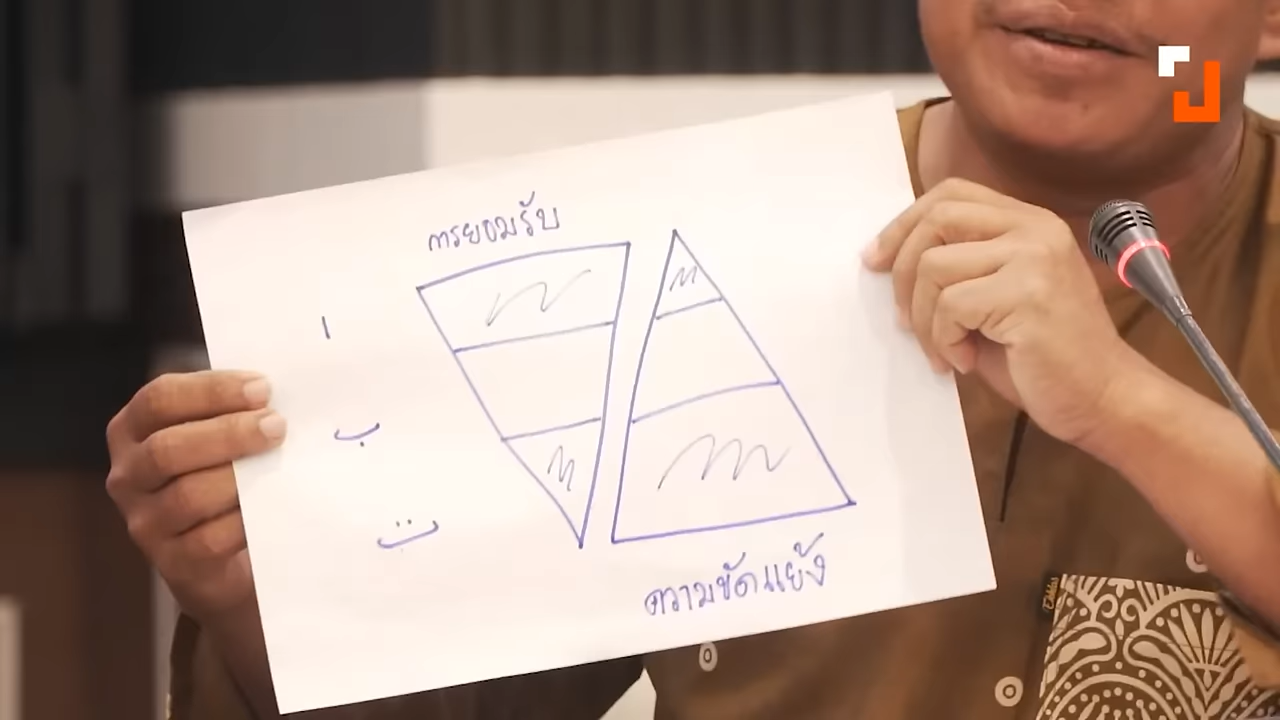 การยอมรับ
ا
ب
ت
ความขัดแย้ง